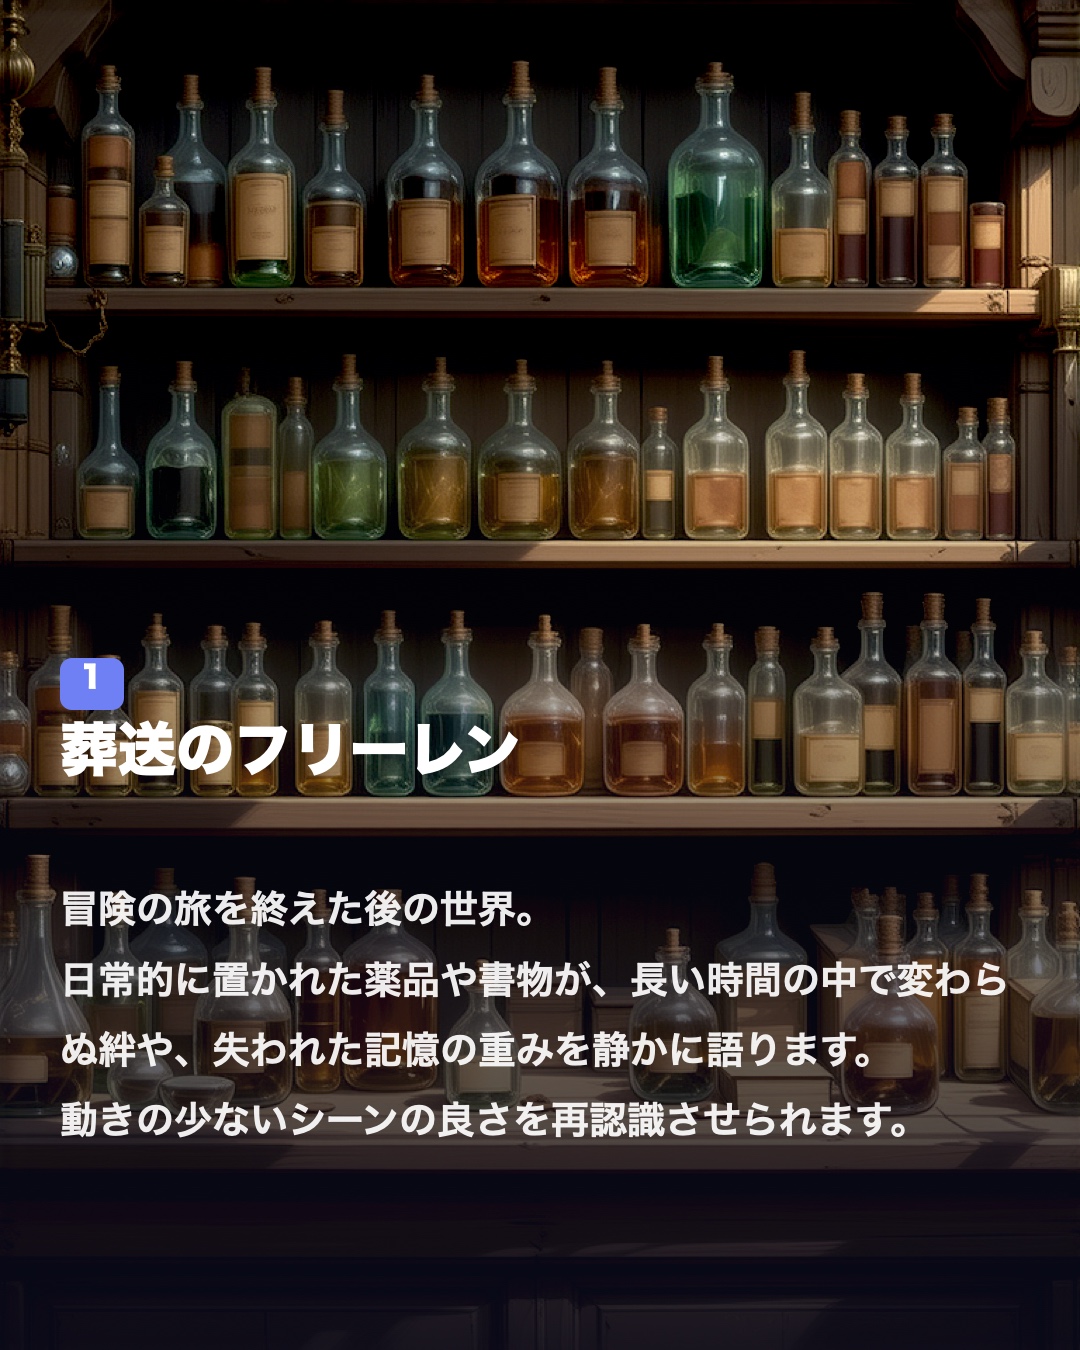 1
葬送のフリーレン
冒険の旅を終えた後の世界。
日常的に置かれた薬品や書物が、長い時間の中で変わら
ぬ絆や、失われた記憶の重みを静かに語ります。
動きの少ないシーンの良さを再認識させられます。